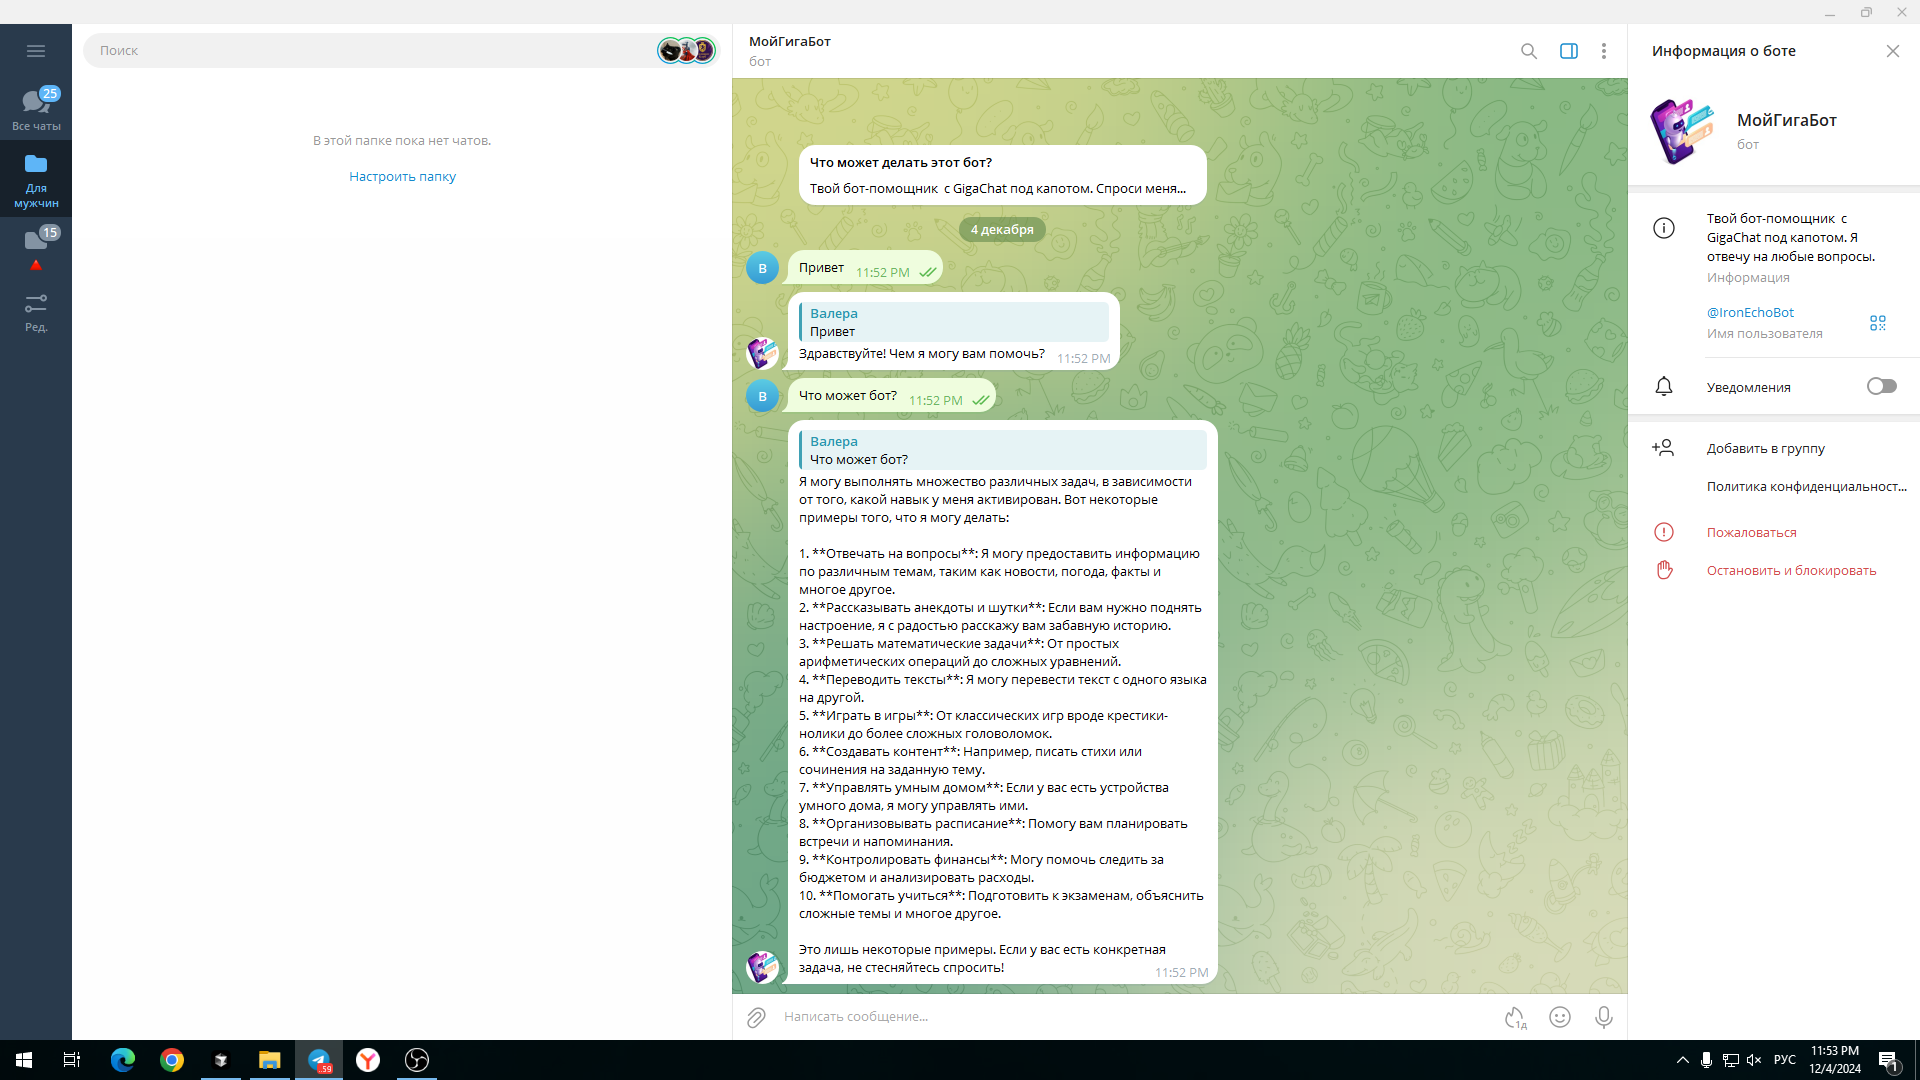 Поиск
25
Все чаты
Для
мужчин
15
Ред.
В этой папке пока нет чатов.
Настроить папку
МойГигаБот
бот
Что может делать этот бот?
Твой бот-помощник с GigaChat под капотом. Спроси меня...
4 декабря
В
Привет 11:52 PM
Валера
Привет
Здравствуйте! Чем я могу вам помочь? 11:52 PM
В
Что может бот? 11:52 PM
Валера
Что может бот?
Я могу выполнять множество различных задач, в зависимости
от того, какой навык у меня активирован. Вот некоторые
примеры того, что я могу делать:
1. **Отвечать на вопросы**: Я могу предоставить информацию
по различным темам, таким как новости, погода, факты и
многое другое.
2. **Рассказывать анекдоты и шутки**: Если вам нужно поднять
настроение, я с радостью расскажу вам забавную историю.
3. **Решать математические задачи**: От простых
арифметических операций до сложных уравнений.
4. **Переводить тексты**: Я могу перевести текст с одного языка
на другой.
5. **Играть в игры**: От классических игр вроде крестики-
нолики до более сложных головоломок.
6. **Создавать контент**: Например, писать стихи или
сочинения на заданную тему.
7. **Управлять умным домом**: Если у вас есть устройства
умного дома, я могу управлять ими.
8. **Организовывать расписание**: Помогу вам планировать
встречи и напоминания.
9. **Контролировать финансы**: Могу помочь следить за
бюджетом и анализировать расходы.
10. **Помогать учиться**: Подготовить к экзаменам, объяснить
сложные темы и многое другое.
Это лишь некоторые примеры. Если у вас есть конкретная
задача, не стесняйтесь спросить!
11:52 PM
Написать сообщение...
1д
Информация о боте
МойГигаБот
бот
Твой бот-помощник с
GigaChat под капотом. Я
отвечу на любые вопросы.
Информация
@IronEchoBot
Имя пользователя
Уведомления
Добавить в группу
Политика конфиденциальност...
Пожаловаться
Остановить и блокировать
59
РУС
11:53 PM
12/4/2024
1